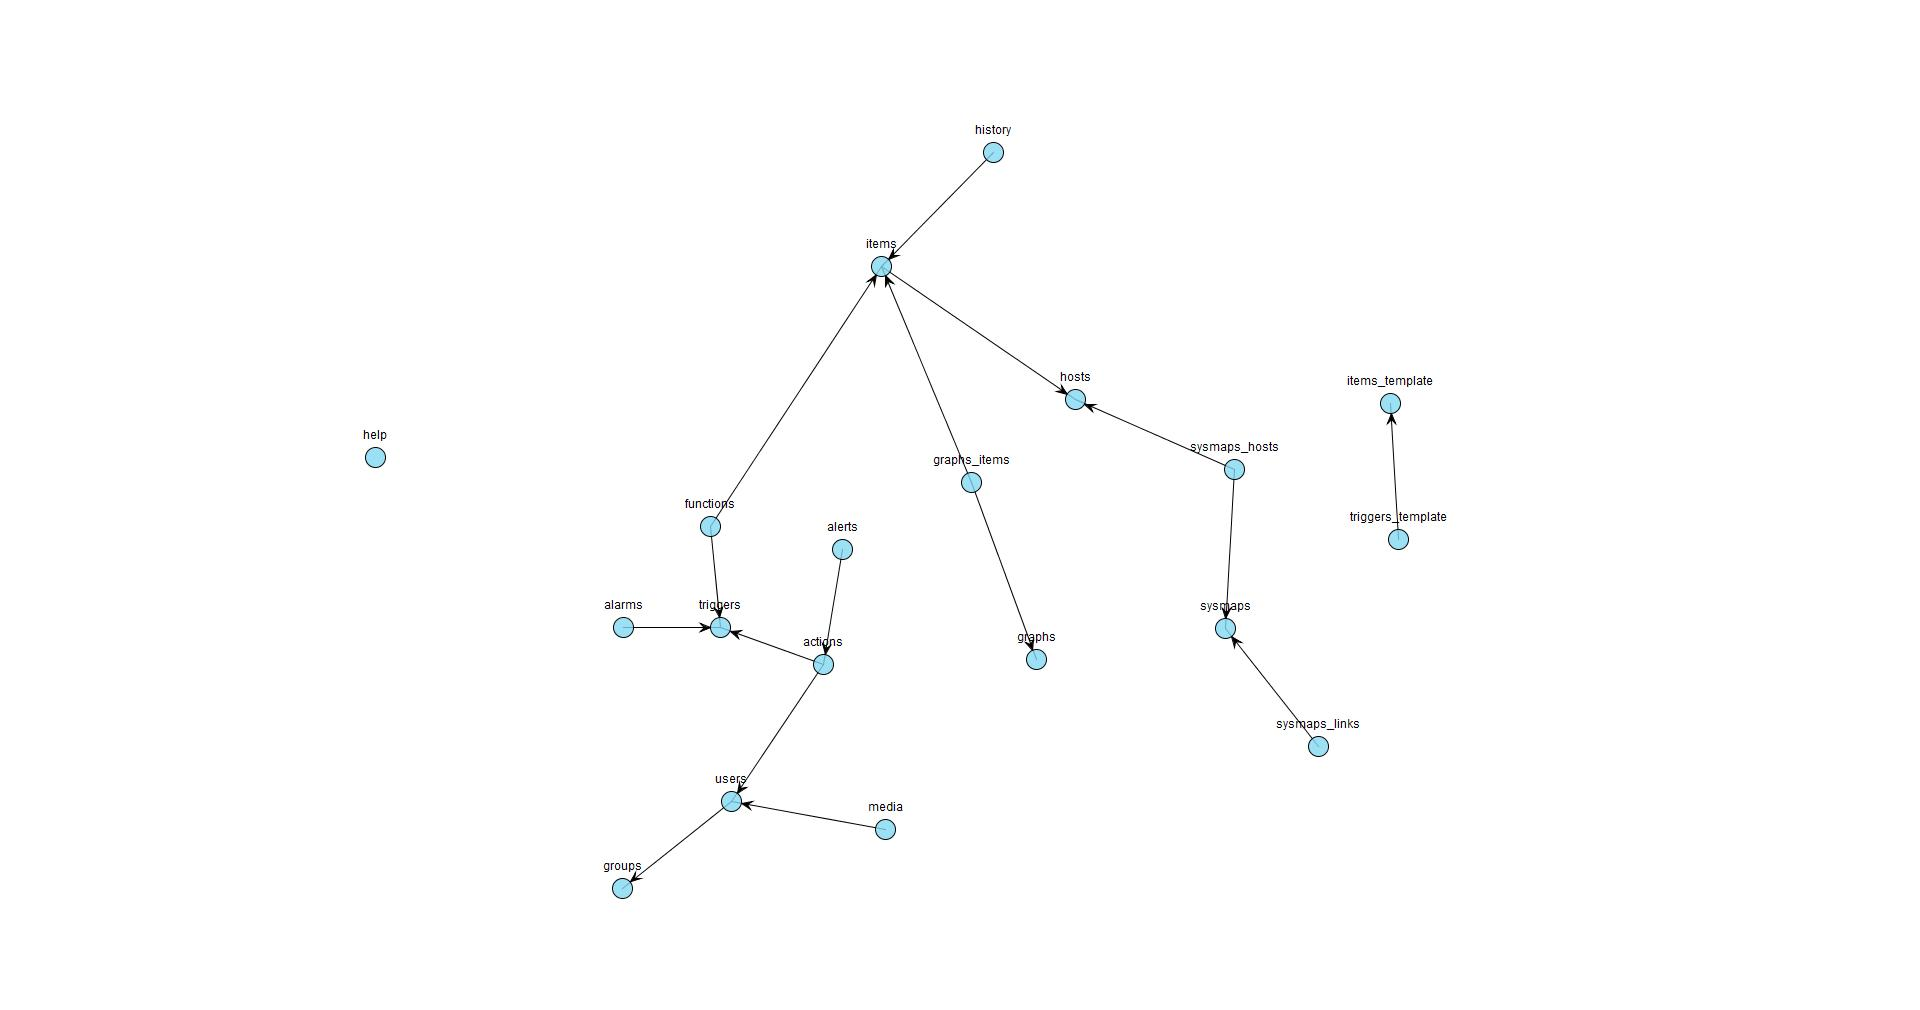 history
items
hosts
items_template
help
sysmaps_hosts
graphs_items
functions
triggers_template
alerts
alarms
triggers
sysmaps
graphs
actions
sysmaps_links
users
media
groups